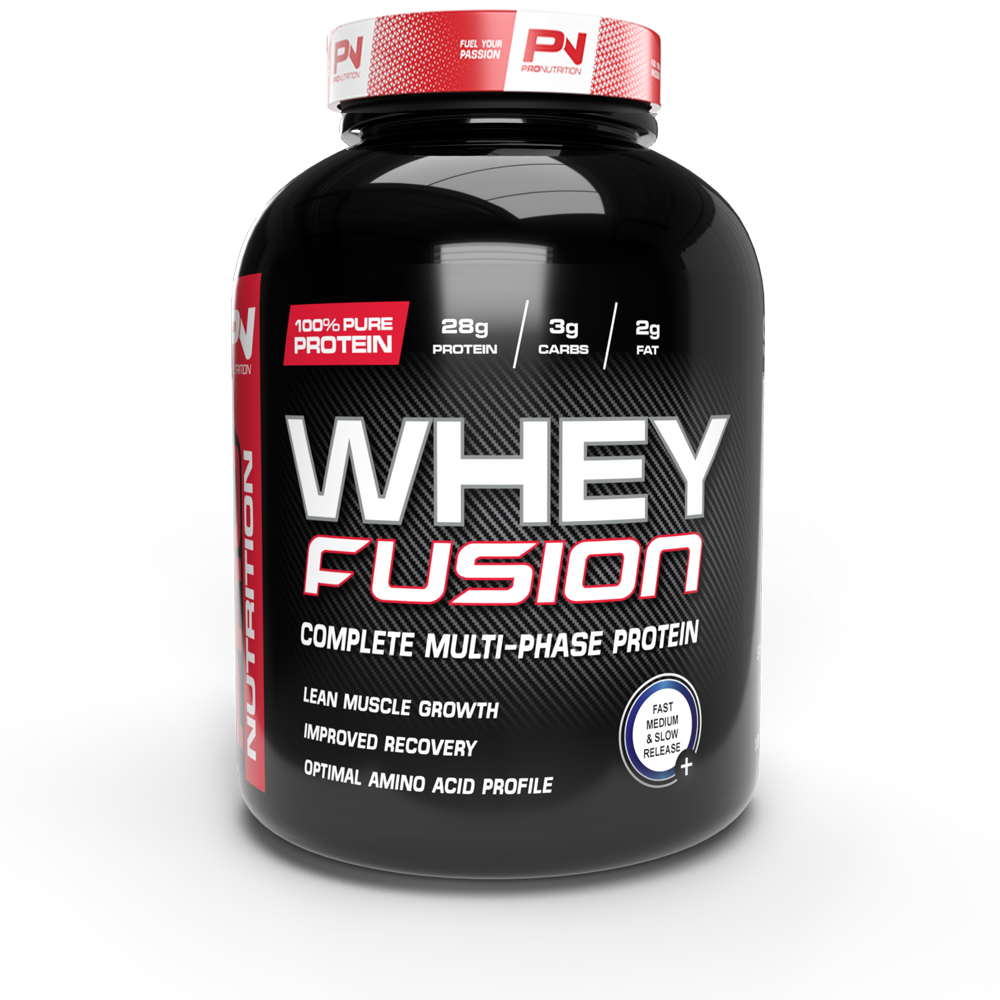 PN
PRONUTRITION
FUEL YOUR
PASSION
PN
PRONUTRITION
100% PURE
PROTEIN
28g
PROTEIN
3g
CARBS
2g
FAT
PN
NUTRITION
WHEY
FUSION
COMPLETE MULTI-PHASE PROTEIN
LEAN MUSCLE GROWTH
IMPROVED RECOVERY
OPTIMAL AMINO ACID PROFILE
FAST
MEDIUM
& SLOW
RELEASE
+